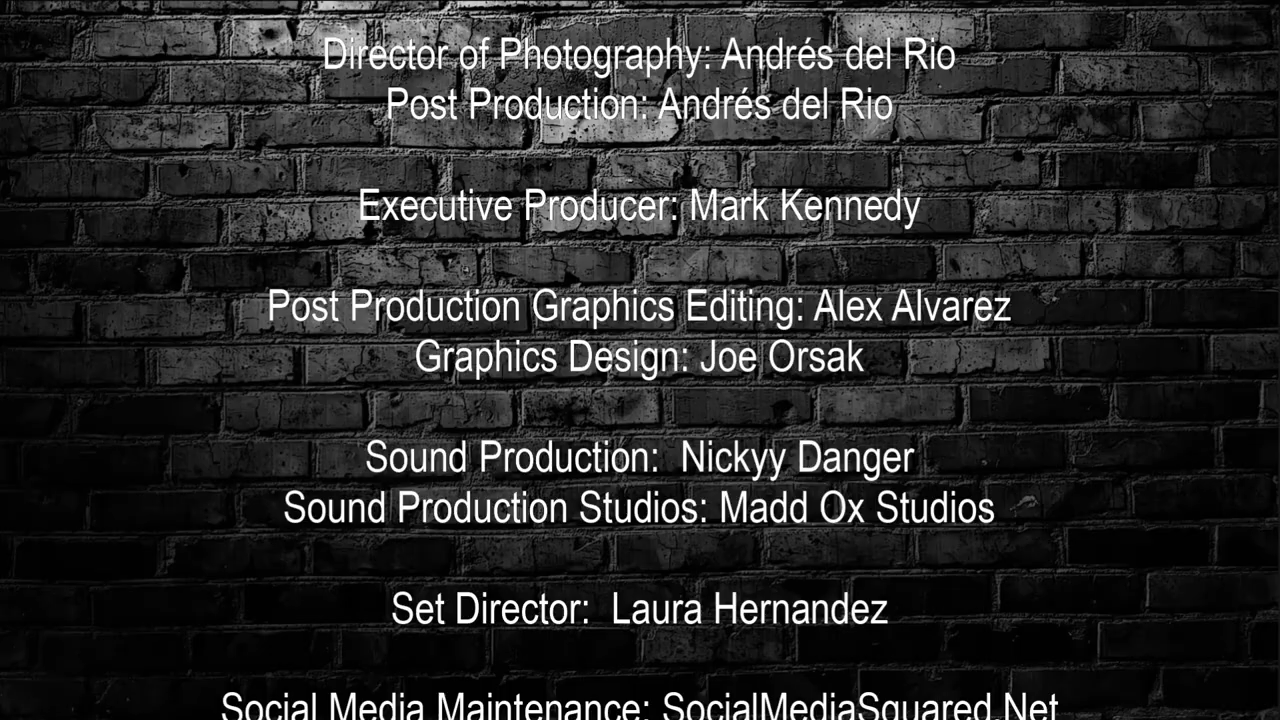 Director of Photography: Andrés del Rio
Post Production: Andrés del Rio
Executive Producer: Mark Kennedy
Post Production Graphics Editing: Alex Alvarez
Graphics Design: Joe Orsak
Sound Production:  Nickyy Danger
Sound Production Studios: Madd Ox Studios
Set Director:  Laura Hernandez
Social Media Maintenance: SocialMediaSquared.Net